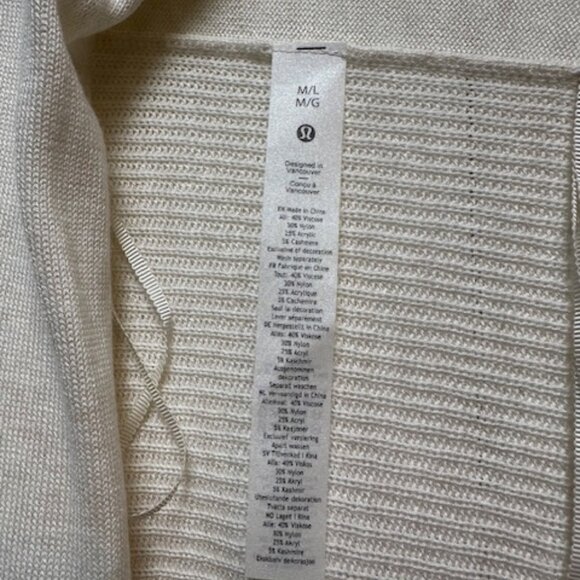 M/L
M/G
Designed in
Vancouver
Conçu à
Vancouver
EN Made in China
All: 40% Viscose
30% Nylon
25% Acrylic
5% Cashmere
Exclusive of decoration
Wash separately
FR Fabriqué en Chine
Tout: 40% Viscose
30% Nylon
25% Acrylique
5% Cachemire
Sauf la décoration
Laver séparément
DE Hergestellt in China
Alles: 40% Viskose
30% Nylon
25% Acryl
5% Kaschmir
Ausgenommen
dekoration
Separat waschen
NL Vervaardigd in China
Allemaal: 40% Viscose
30% Nylon
25% Acryl
5% Kasjmier
Exclusief versiering
Apart wassen
SV Tillverkad i Kina
Alla: 40% Viskos
30% Nylon
25% Akryl
5% Kashmir
Uteslutande dekoration
Tvätta separat
NO Laget i Kina
Alle: 40% Viskose
30% Nylon
25% Akryl
5% Kashmir